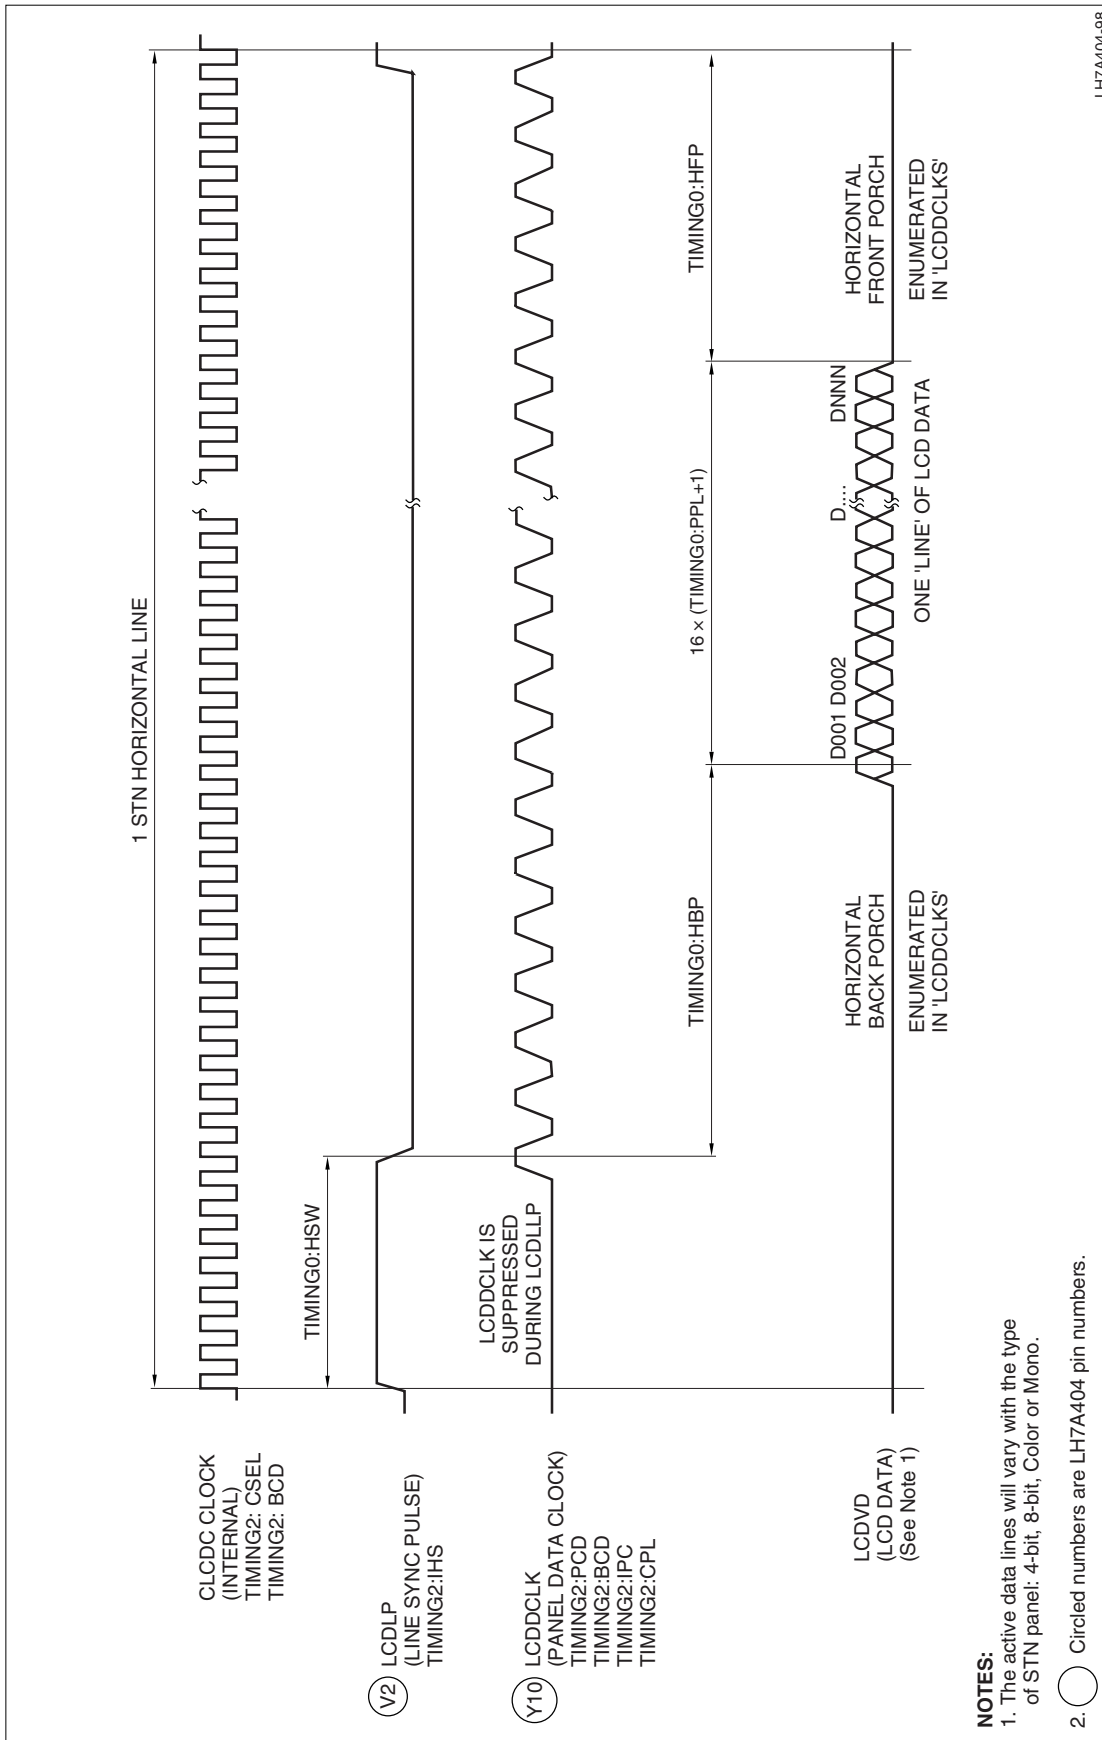 1 STN HORIZONTAL LINE
CLCDC CLOCK
(INTERNAL)
TIMING2: CSEL
TIMING2: BCD
TIMING0:HSW
V2
LCDLP
(LINE SYNC PULSE)
TIMING2:IHS
LCDDCLK IS
SUPPRESSED
DURING LCDLLP
Y10
LCDDCLK
(PANEL DATA CLOCK)
TIMING2:PCD
TIMING2:BCD
TIMING2:IPC
TIMING2:CPL
TIMING0:HBP
16 × (TIMING0:PPL+1)
TIMING0:HFP
D001 D002
D....
DNNN
LCDVD
(LCD DATA)
(See Note 1)
HORIZONTAL
BACK PORCH
ENUMERATED
IN 'LCDDCLKS'
ONE 'LINE' OF LCD DATA
HORIZONTAL
FRONT PORCH
ENUMERATED
IN 'LCDDCLKS'
NOTES:
1. The active data lines will vary with the type
of STN panel: 4-bit, 8-bit, Color or Mono.
2. Circled numbers are LH7A404 pin numbers.
LH7A404-98